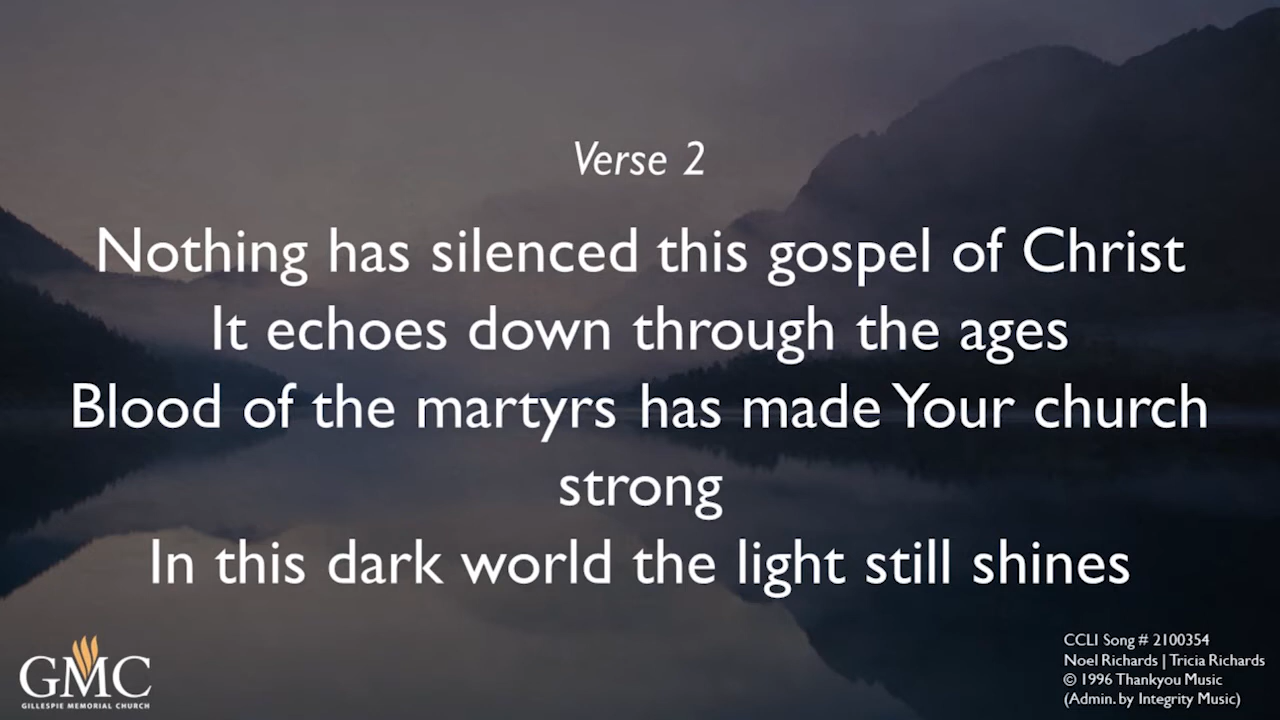 Verse 2
Nothing has silenced this gospel of Christ
It echoes down through the ages
Blood of the martyrs has made Your church
strong
In this dark world the light still shines
CCLI Song # 2100354
Noel Richards | Tricia Richards
© 1996 Thankyou Music
(Admin. by Integrity Music)
GMC
GILLESPIE MEMORIAL CHURCH